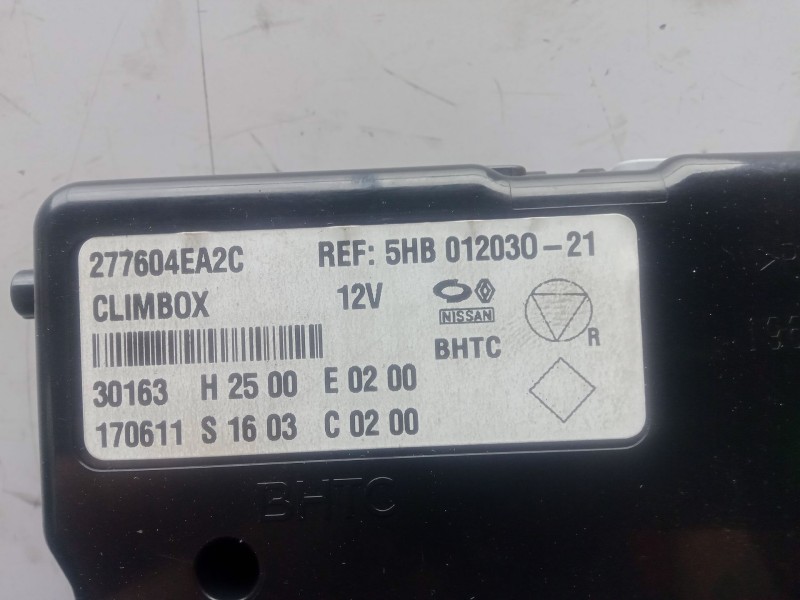 277604EA2C REF: 5HB 012030-21
CLIMBOX 12V
NISSAN
BHTC R
30163 H 25 00 E 02 00
170611 S 16 03 C 02 00
BHTC